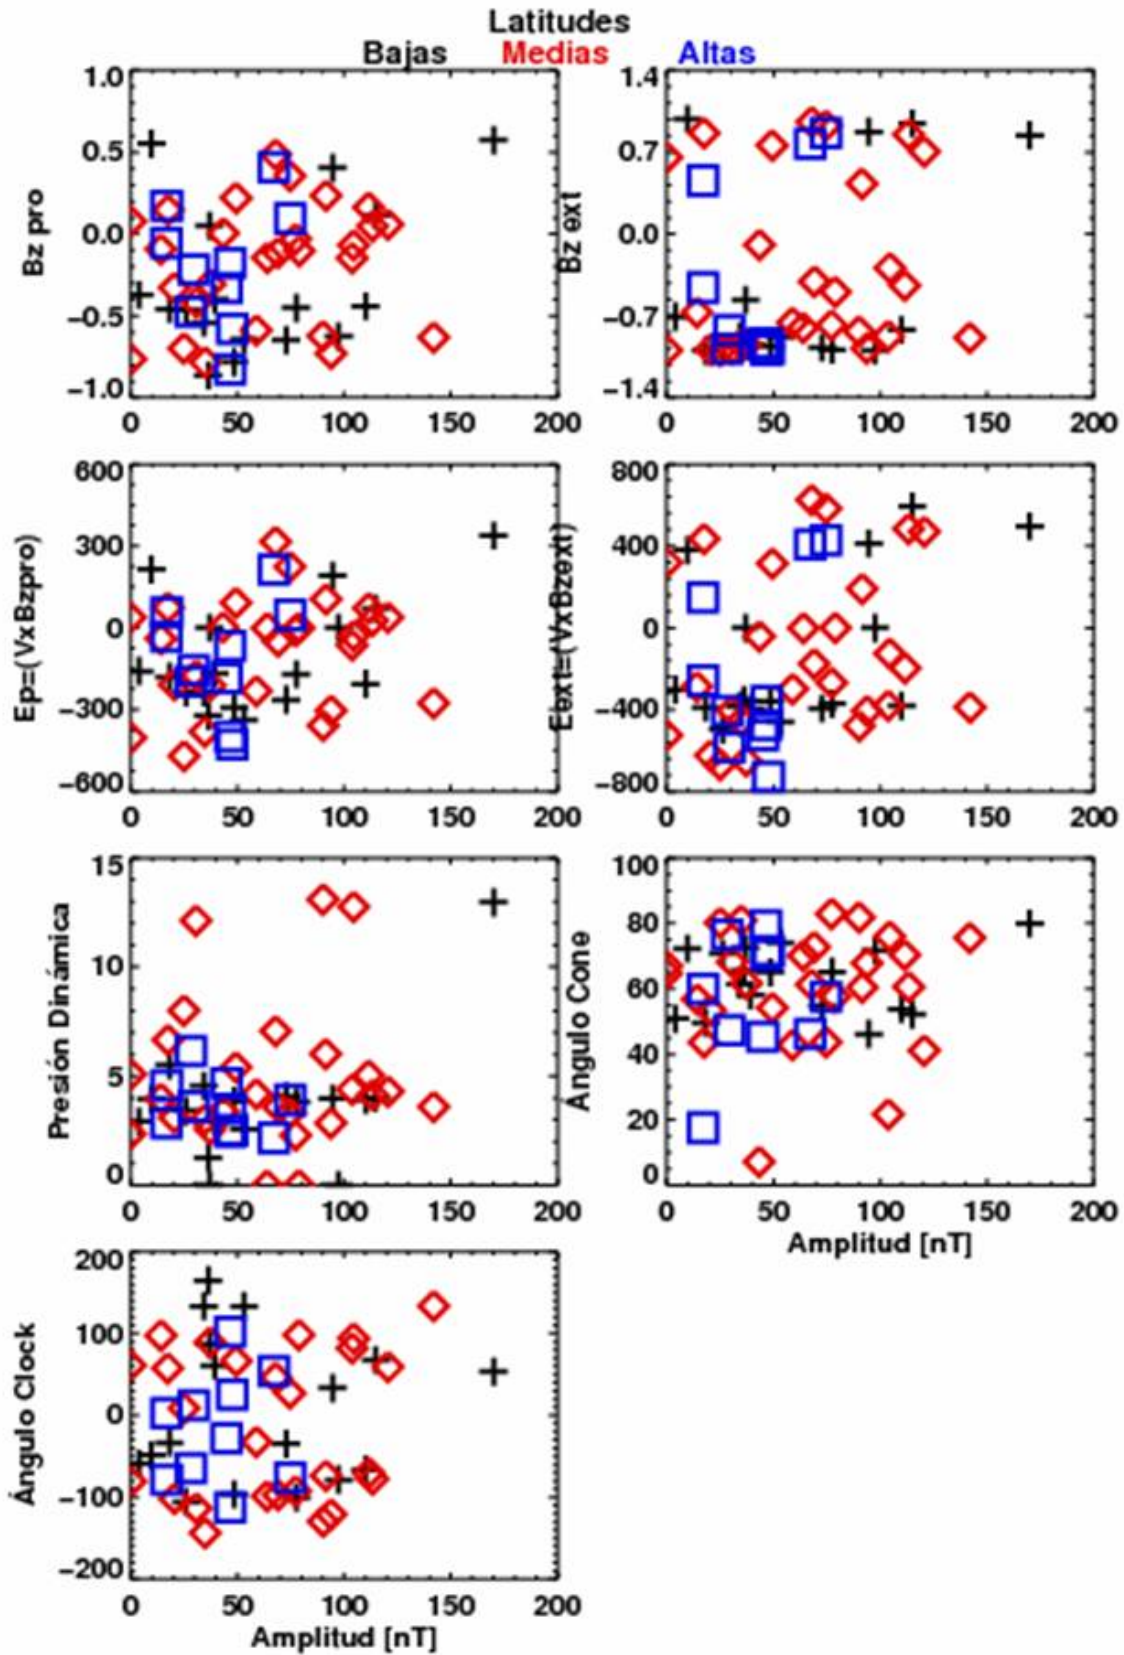 Latitudes
Bajas Medias Altas
Bz pro
1.0
0.5
0.0
−0.5
−1.0
0 50 100 150 200
Bz ext
1.4
0.7
0.0
−0.7
−1.4
0 50 100 150 200
Ep=(VxBzpro)
600
300
0
−300
−600
0 50 100 150 200
Eext=(VxBzext)
800
400
0
−400
−800
0 50 100 150 200
Presión Dinámica
15
10
5
0
0 50 100 150 200
Ángulo Cone
100
80
60
40
20
0
0 50 100 150 200
Amplitud [nT]
Ángulo Clock
200
100
0
−100
−200
0 50 100 150 200
Amplitud [nT]